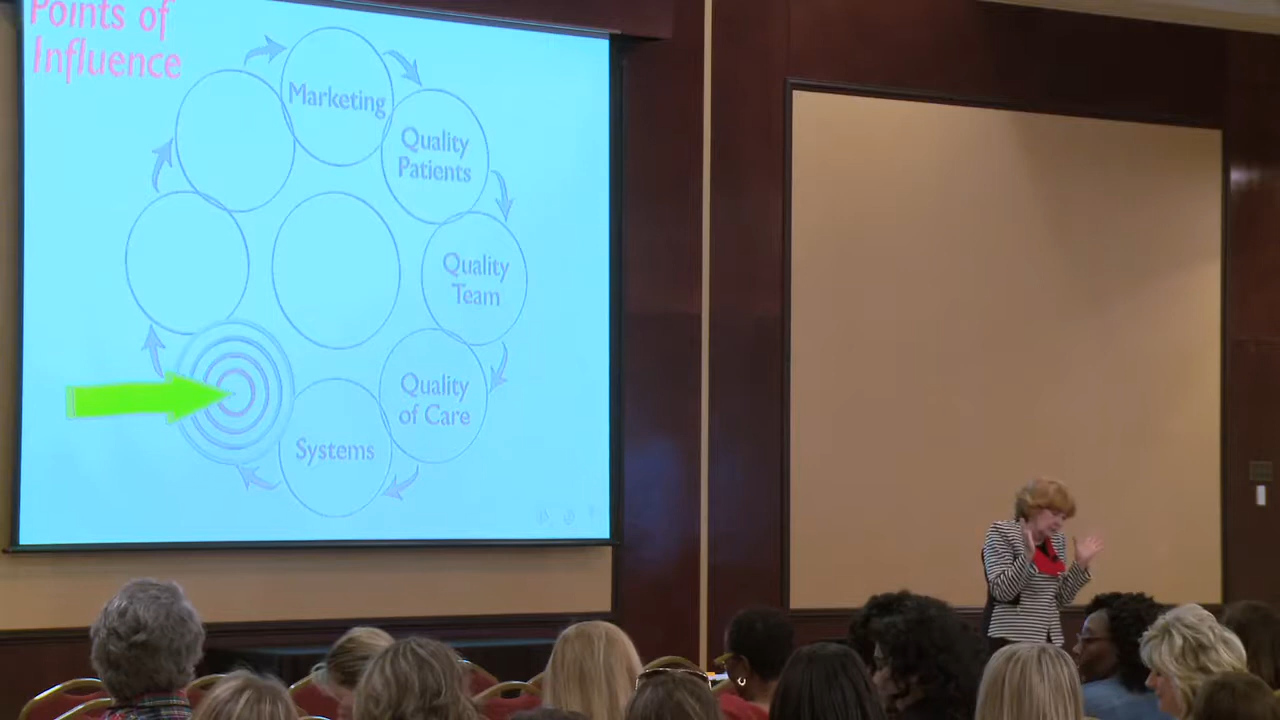 Points of
Influence
Marketing
Quality
Patients
Quality
Team
Quality
of Care
Systems